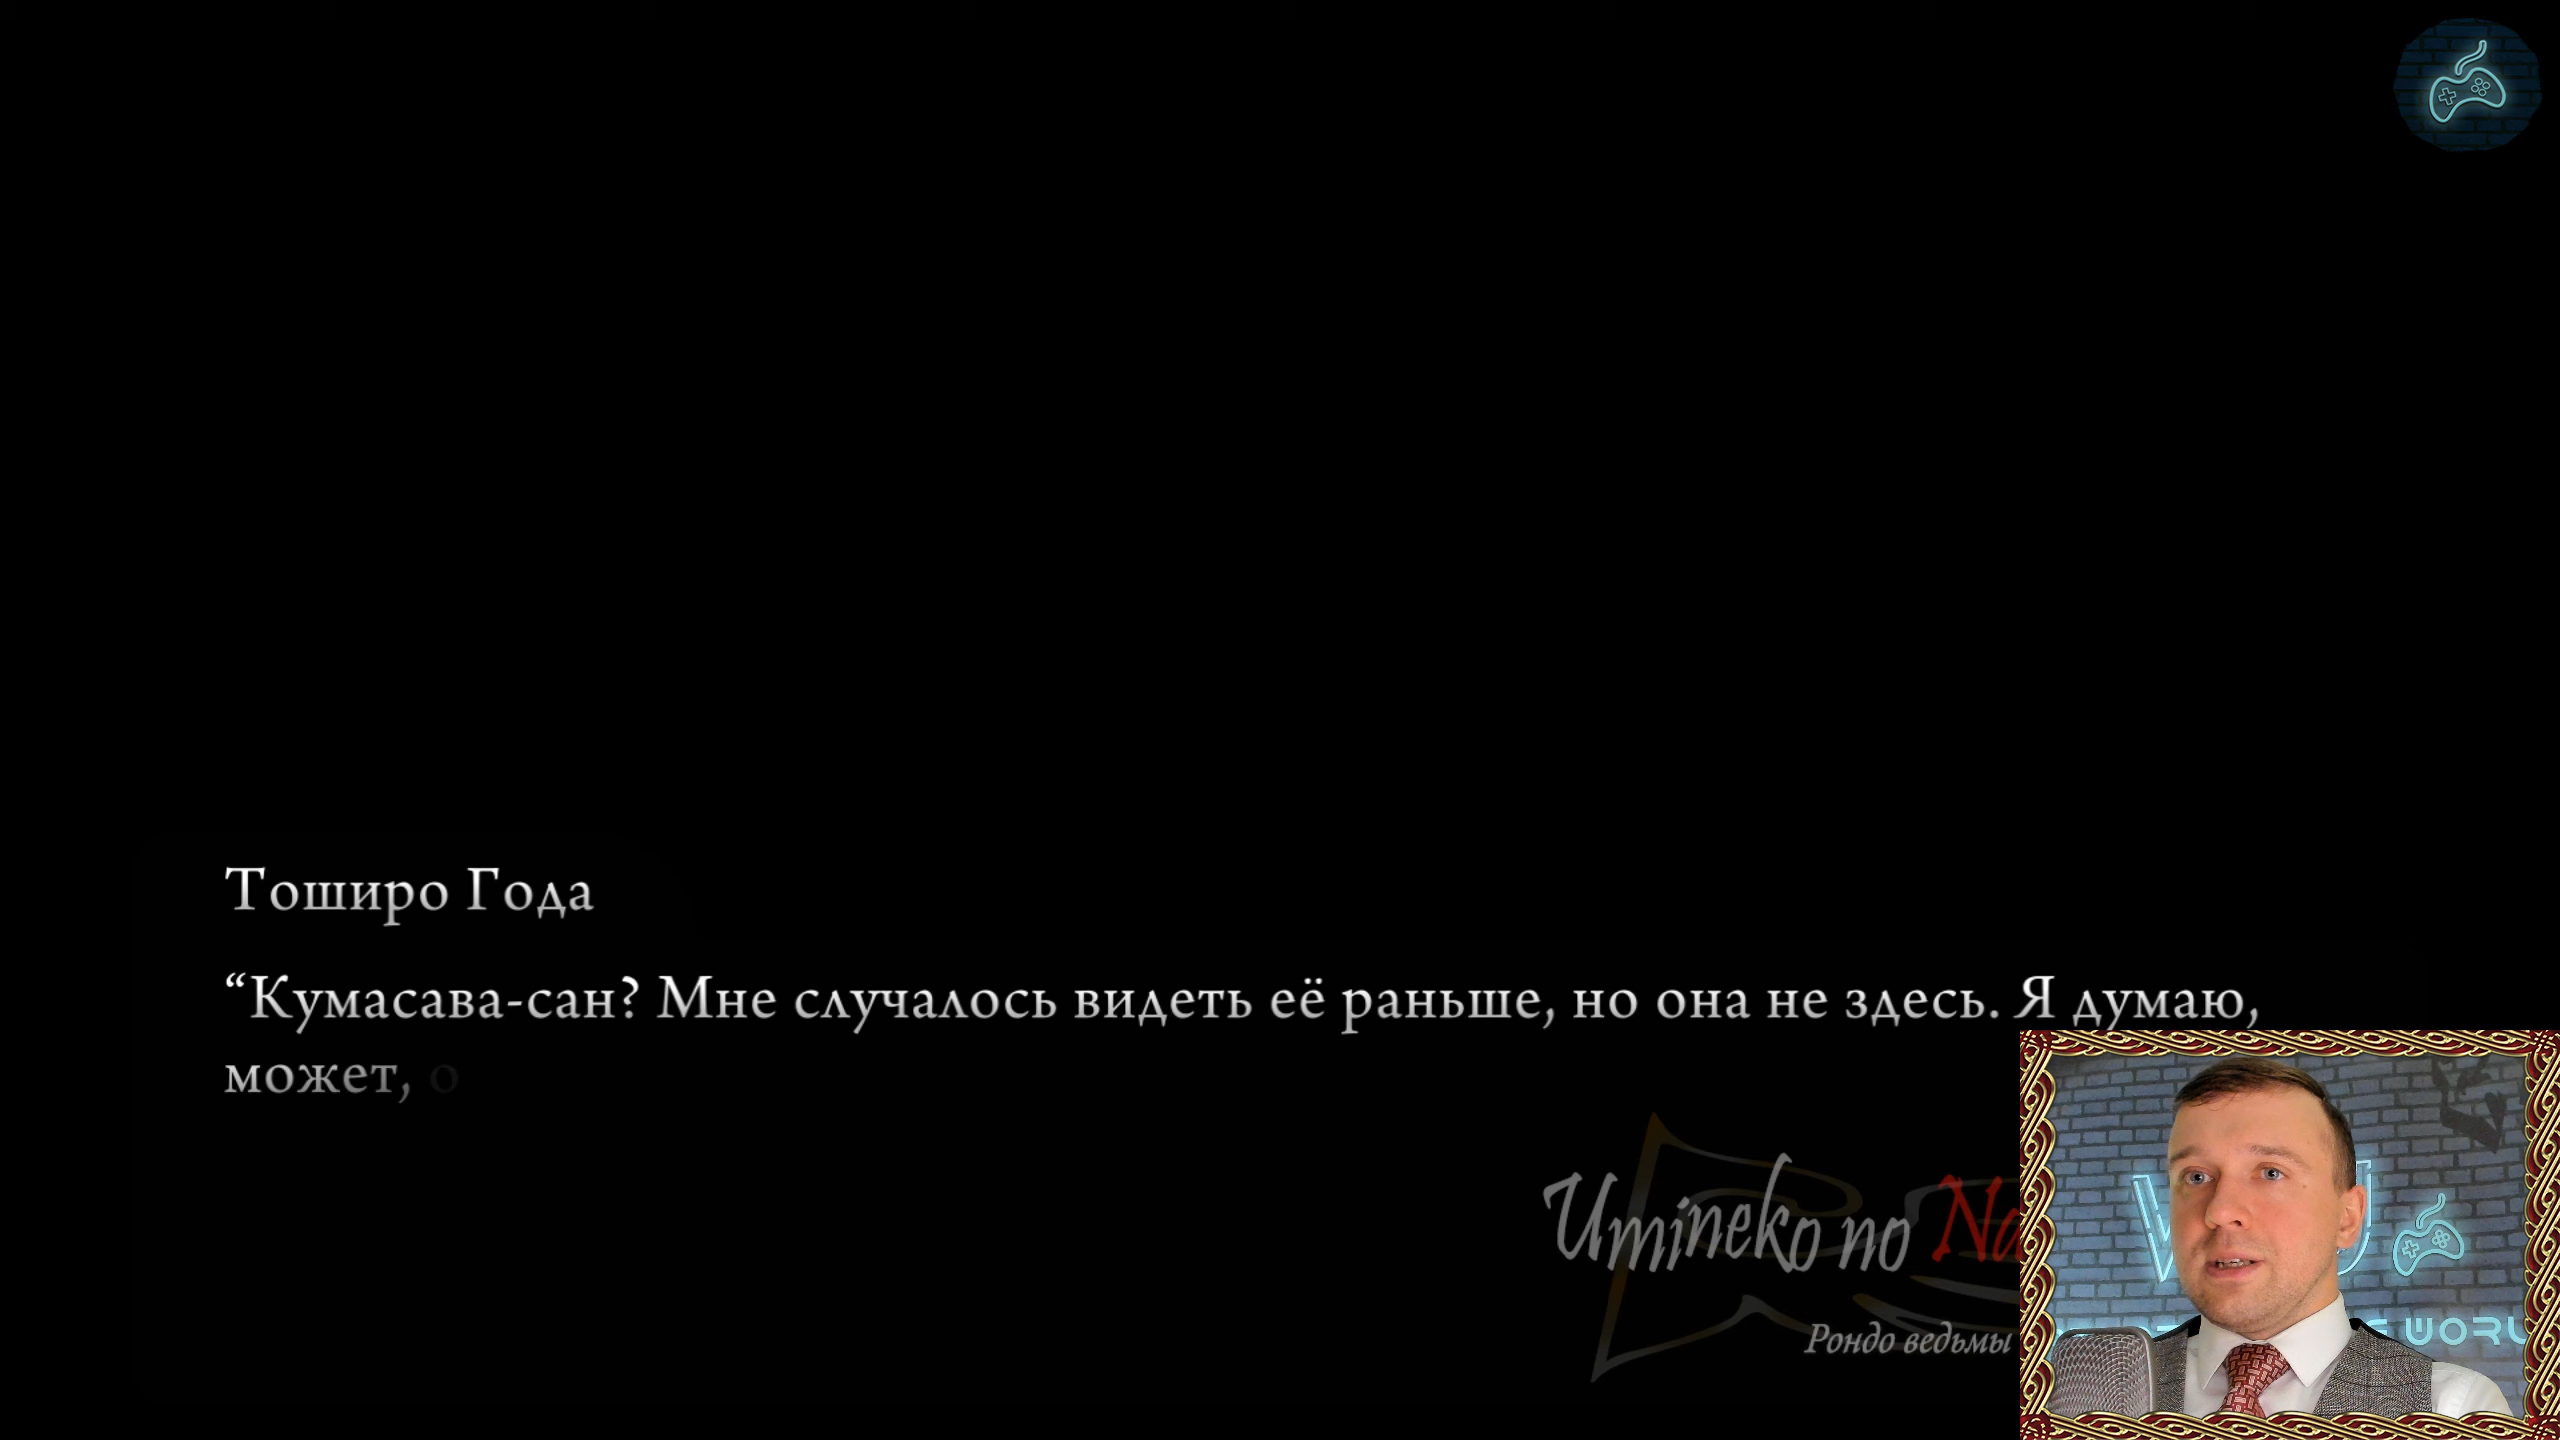 Тоширо Года
“Кумасава-сан? Мне случалось видеть её раньше, но она не здесь. Я думаю,
может, о
Umineko no Na
Рондо ведьмы